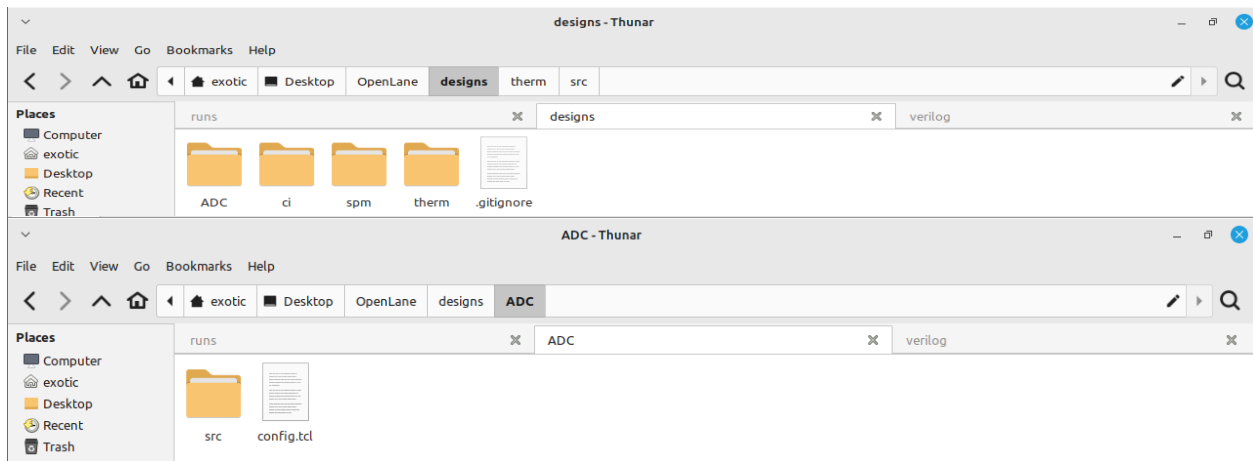 designs - Thunar
File Edit View Go Bookmarks Help
exotic Desktop OpenLane designs therm src
Places runs designs verilog
Computer
exotic
Desktop
Recent
Trash
ADC ci spm therm .gitignore
ADC - Thunar
File Edit View Go Bookmarks Help
exotic Desktop OpenLane designs ADC
Places runs ADC verilog
Computer
exotic
Desktop
Recent
Trash
src config.tcl